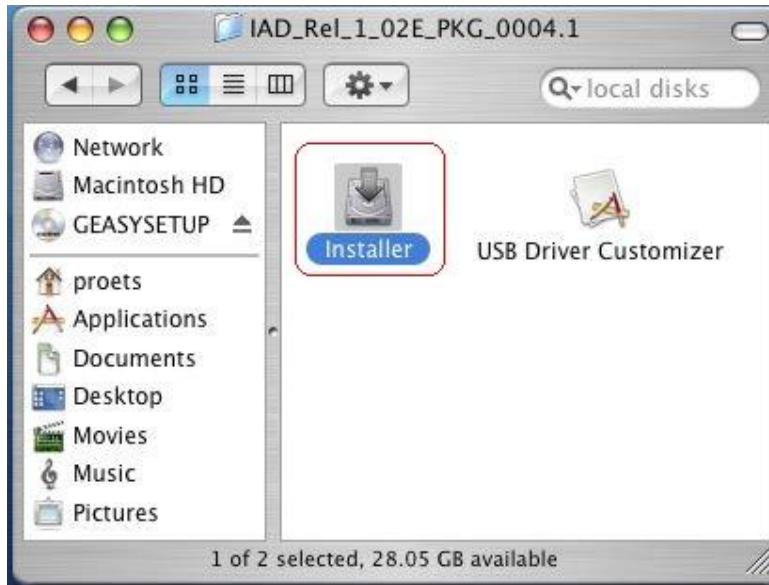 IAD_Rel_1_02E_PKG_0004.1
local disks
Network
Macintosh HD
GEASYSETUP
proets
Applications
Documents
Desktop
Movies
Music
Pictures
Installer
USB Driver Customizer
1 of 2 selected, 28.05 GB available